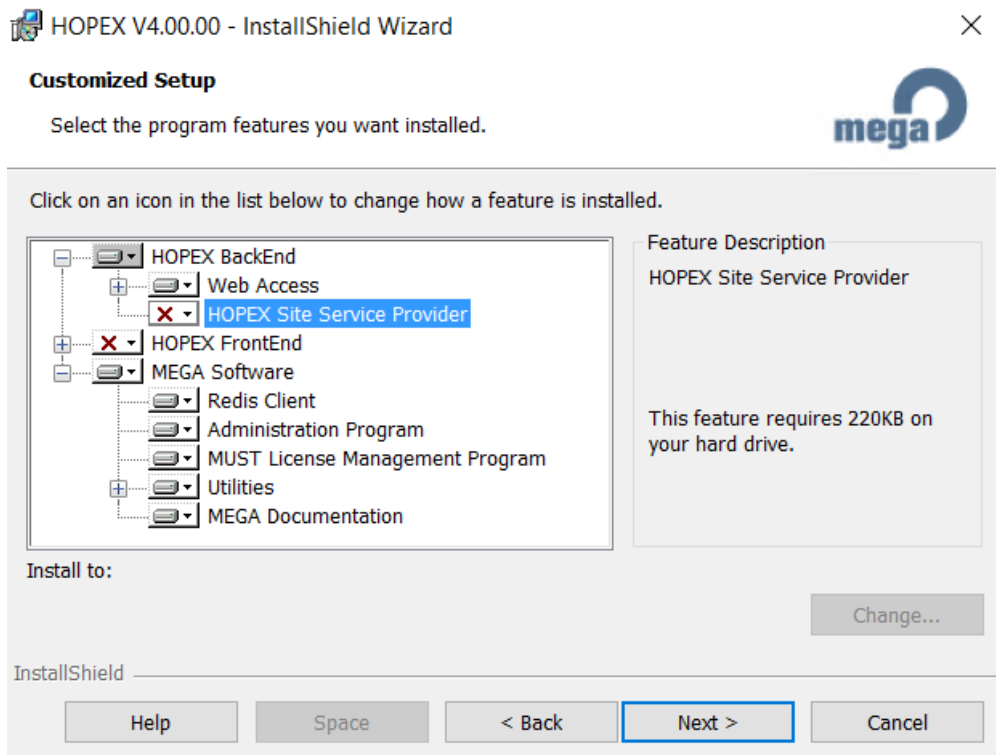 HOPEX V4.00.00 - InstallShield Wizard
Customized Setup
Select the program features you want installed.
mega
Click on an icon in the list below to change how a feature is installed.
HOPEX BackEnd
Web Access
HOPEX Site Service Provider
HOPEX FrontEnd
MEGA Software
Redis Client
Administration Program
MUST License Management Program
Utilities
MEGA Documentation
Feature Description
HOPEX Site Service Provider
This feature requires 220KB on
your hard drive.
Install to:
Change...
InstallShield
Help
Space
< Back
Next >
Cancel